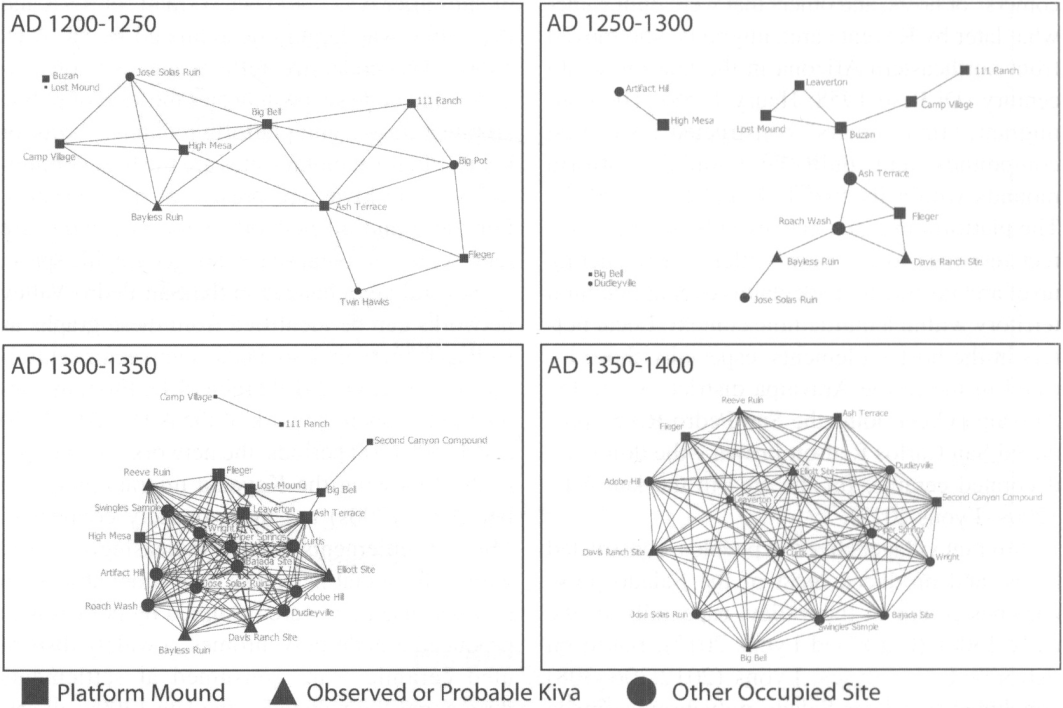 AD 1200-1250
Buzan
Lost Mound
Jose Solas Ruin
Big Bell
111 Ranch
Camp Village
High Mesa
Big Pot
Bayless Ruin
Ash Terrace
Flieger
Twin Hawks
AD 1250-1300
111 Ranch
Artifact Hill
Leaverton
Camp Village
High Mesa
Lost Mound
Buzan
Ash Terrace
Roach Wash
Flieger
Bayless Ruin
Davis Ranch Site
Big Bell
Dudleyville
Jose Solas Ruin
AD 1300-1350
Camp Village
111 Ranch
Second Canyon Compound
Reeve Ruin
Flieger
Lost Mound
Big Bell
Swingles Sample
Leaverton
Ash Terrace
Wright
High Mesa
Piper Springs
Curtis
Bajada Site
Artifact Hill
Elliott Site
Jose Solas Ruin
Adobe Hill
Roach Wash
Dudleyville
Davis Ranch Site
Bayless Ruin
AD 1350-1400
Reeve Ruin
Ash Terrace
Flieger
Elliott Site
Dudleyville
Adobe Hill
Leaverton
Second Canyon Compound
Piper Springs
Davis Ranch Site
Curtis
Wright
Jose Solas Ruin
Swingles Sample
Bajada Site
Big Bell
Platform Mound
Observed or Probable Kiva
Other Occupied Site